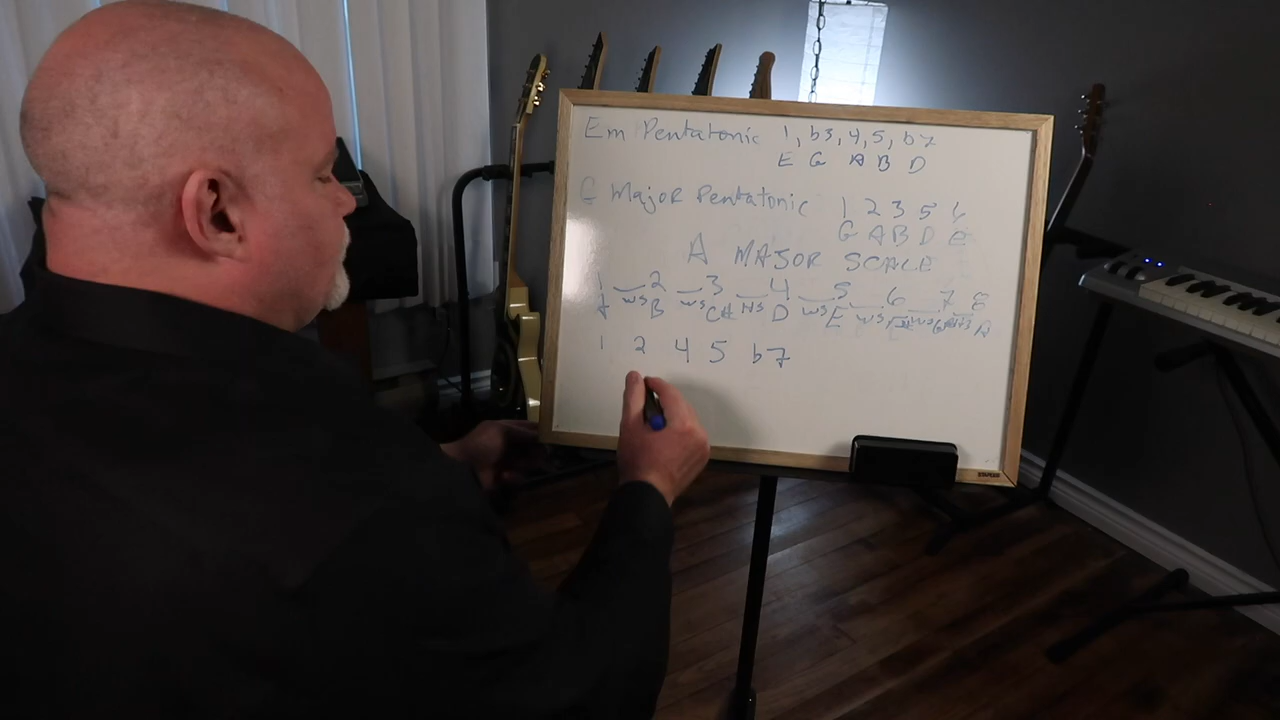 Em Pentatonic 1, b3, 4, 5, b7
E G A B D
G Major Pentatonic 1 2 3 5 6
G A B D e
A MAJOR SCALE
1 2 3 4 5 6 7 8
A ws B ws C# HS D ws E ws F# ws G# HS A
1 2 4 5 b7
STAPLES